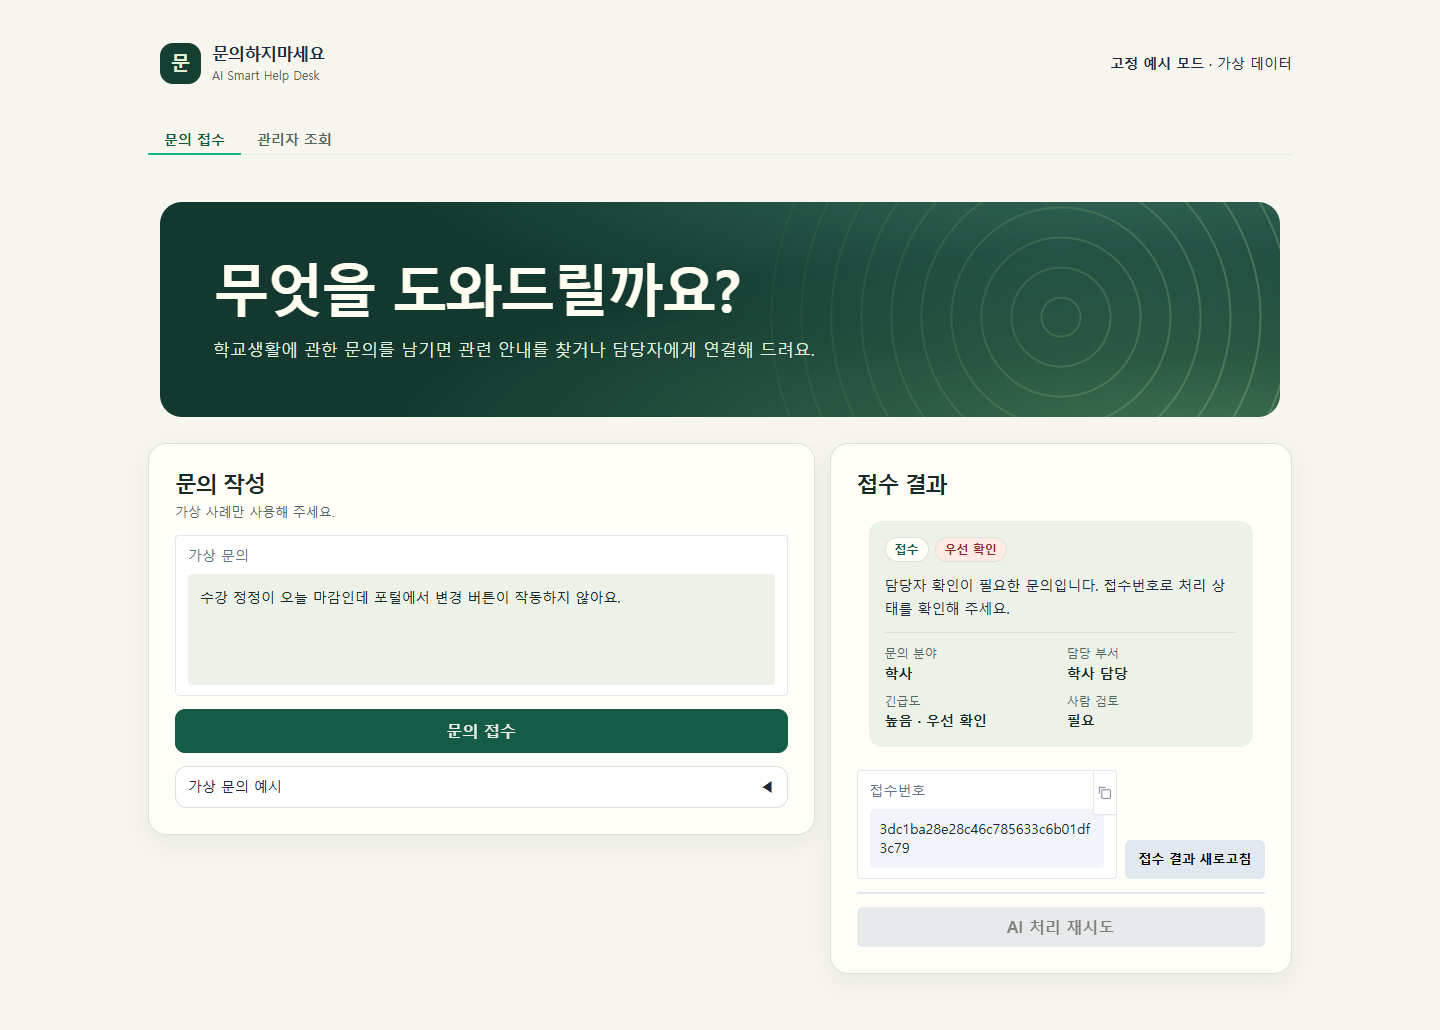 문
문의하지마세요
AI Smart Help Desk
고정 예시 모드 · 가상 데이터
문의 접수
관리자 조회
무엇을 도와드릴까요?
학교생활에 관한 문의를 남기면 관련 안내를 찾거나 담당자에게 연결해 드려요.
문의 작성
가상 사례만 사용해 주세요.
가상 문의
수강 정정이 오늘 마감인데 포털에서 변경 버튼이 작동하지 않아요.
문의 접수
가상 문의 예시
접수 결과
접수
우선 확인
담당자 확인이 필요한 문의입니다. 접수번호로 처리 상
태를 확인해 주세요.
문의 분야
담당 부서
학사
학사 담당
긴급도
사람 검토
높음 · 우선 확인
필요
접수번호
3dc1ba28e28c46c785633c6b01df
3c79
접수 결과 새로고침
AI 처리 재시도